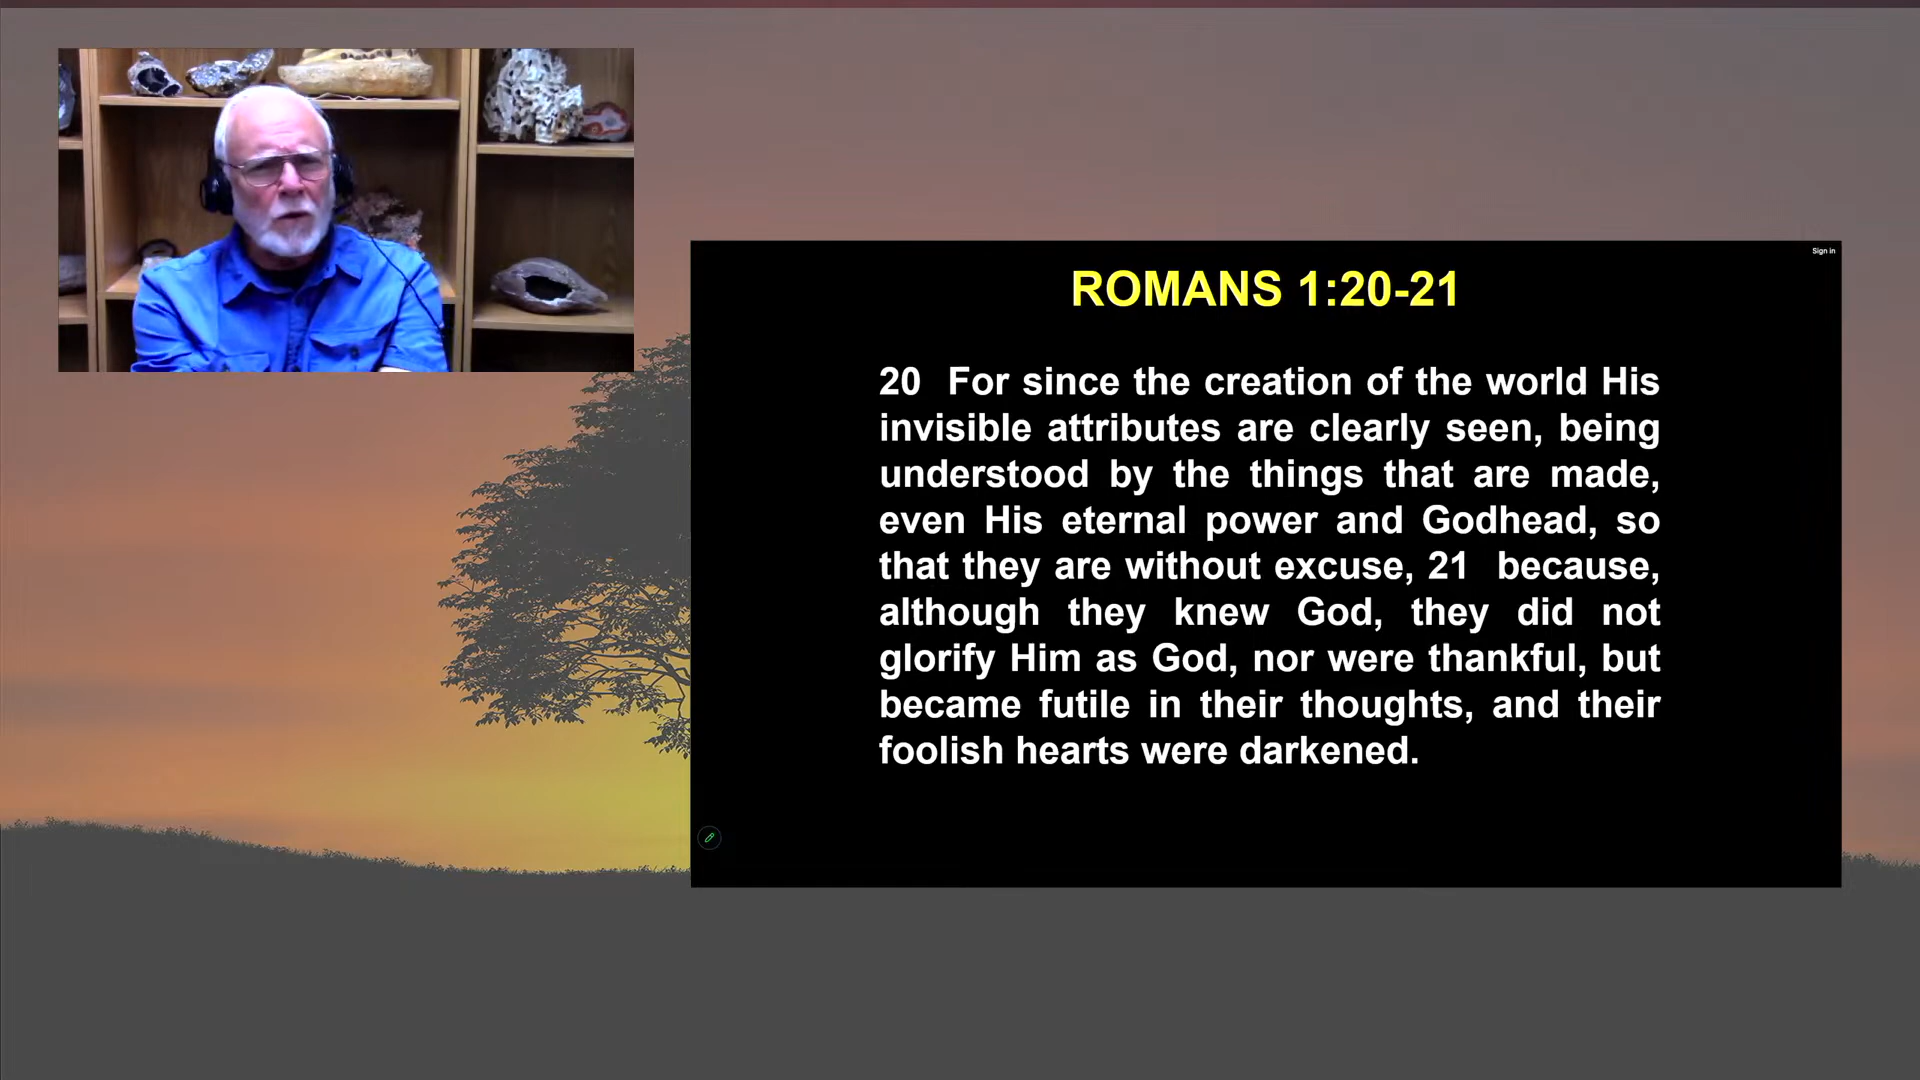 Sign in
ROMANS 1:20-21
20 For since the creation of the world His
invisible attributes are clearly seen, being
understood by the things that are made,
even His eternal power and Godhead, so
that they are without excuse, 21 because,
although they knew God, they did not
glorify Him as God, nor were thankful, but
became futile in their thoughts, and their
foolish hearts were darkened.